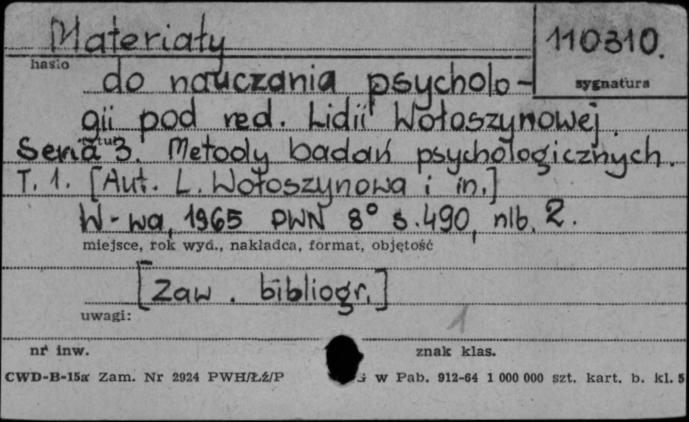 Materiały
110310.
hasło
sygnatura
do nauczania psycholo-
gii pod red. Lidii Wołoszynowej.
Seria 3. Metody badań psychologicznych.
T. 1. [Aut. L. Wołoszynowa i in.]
W-wa, 1965 PWN 8° s. 490, nlb. 2.
miejsce, rok wyd., nakładca, format, objętość
[Zaw. bibliogr.]
uwagi:
1
nr inw.
znak klas.
CWD-B-15a Zam. Nr 2924 PWH/Łź/P w Pab. 912-64 1 000 000 szt. kart. b. kl. 5